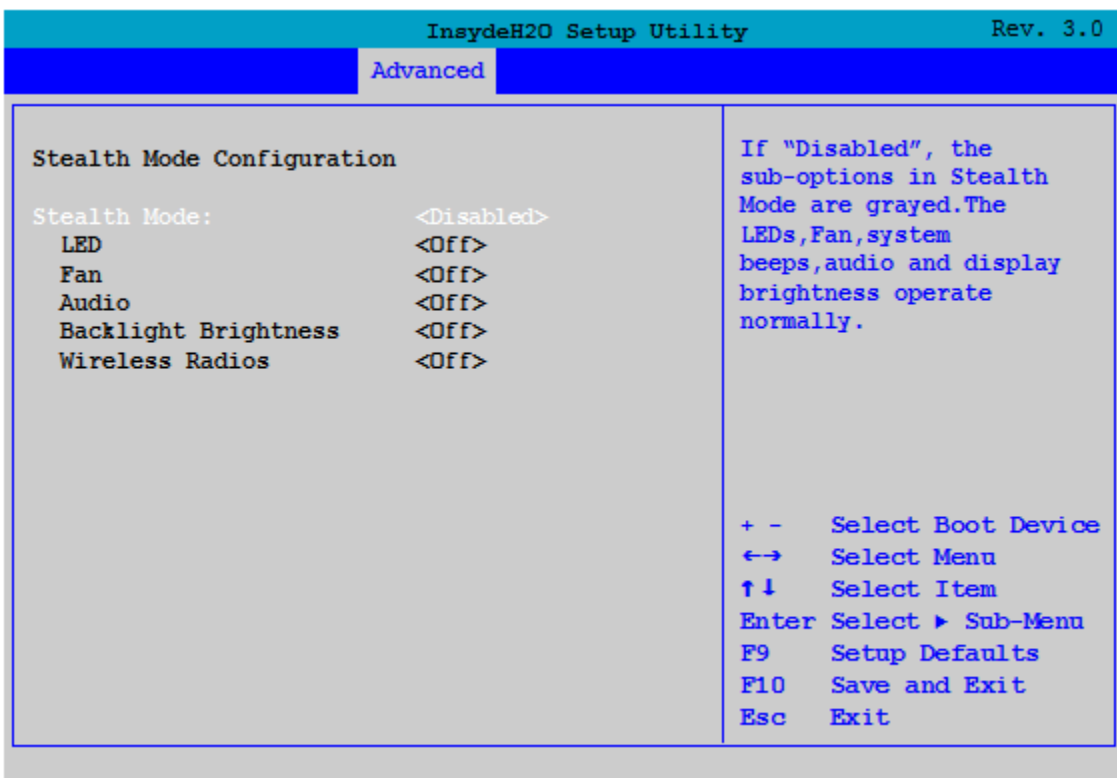 InsydeH2O Setup Utility Rev. 3.0
Advanced
Stealth Mode Configuration
Stealth Mode: <Disabled>
LED <Off>
Fan <Off>
Audio <Off>
Backlight Brightness <Off>
Wireless Radios <Off>
If “Disabled”, the
sub-options in Stealth
Mode are grayed.The
LEDs,Fan,system
beeps,audio and display
brightness operate
normally.
+ - Select Boot Device
←→ Select Menu
↑↓ Select Item
Enter Select ▶ Sub-Menu
F9 Setup Defaults
F10 Save and Exit
Esc Exit